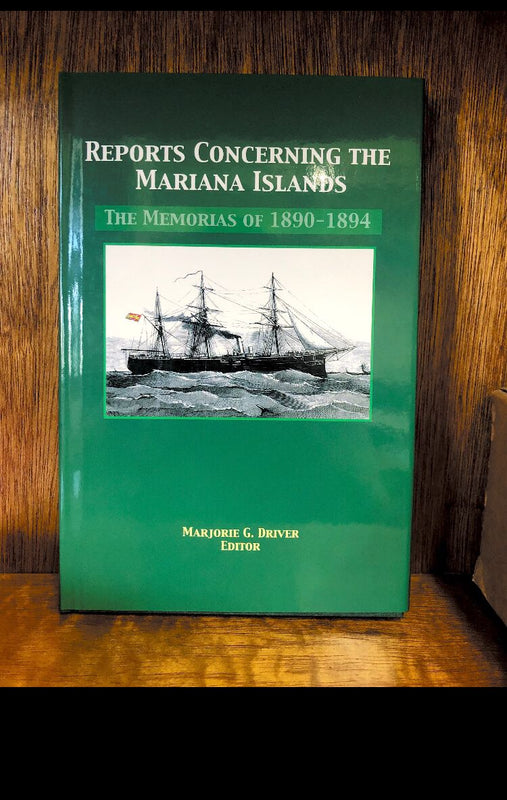 Reports Concerning the
Mariana Islands
The Memorias of 1890-1894
Marjorie G. Driver
Editor